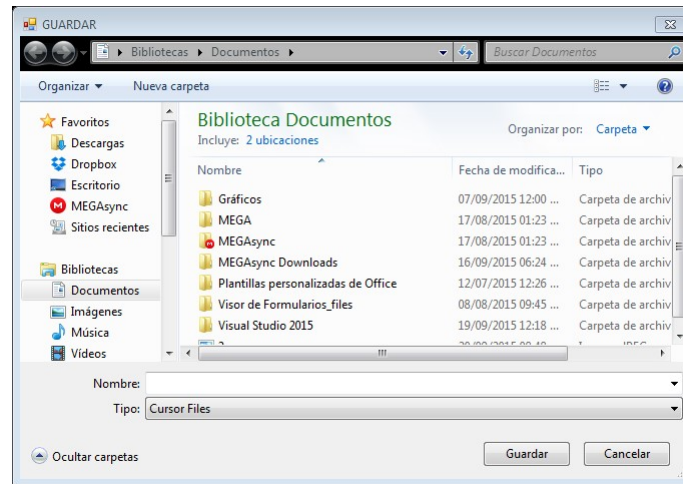 GUARDAR
Bibliotecas Documentos
Buscar Documentos
Organizar Nueva carpeta
Favoritos
Descargas
Dropbox
Escritorio
MEGAsync
Sitios recientes
Bibliotecas
Documentos
Imágenes
Música
Vídeos
Biblioteca Documentos
Incluye: 2 ubicaciones
Organizar por: Carpeta
Nombre Fecha de modifica... Tipo
Gráficos 07/09/2015 12:00 ... Carpeta de archiv
MEGA 17/08/2015 01:23 ... Carpeta de archiv
MEGAsync 17/08/2015 01:23 ... Carpeta de archiv
MEGAsync Downloads 16/09/2015 06:24 ... Carpeta de archiv
Plantillas personalizadas de Office 12/07/2015 12:26 ... Carpeta de archiv
Visor de Formularios_files 08/08/2015 09:45 ... Carpeta de archiv
Visual Studio 2015 19/09/2015 12:18 ... Carpeta de archiv
Nombre:
Tipo: Cursor Files
Ocultar carpetas
Guardar Cancelar